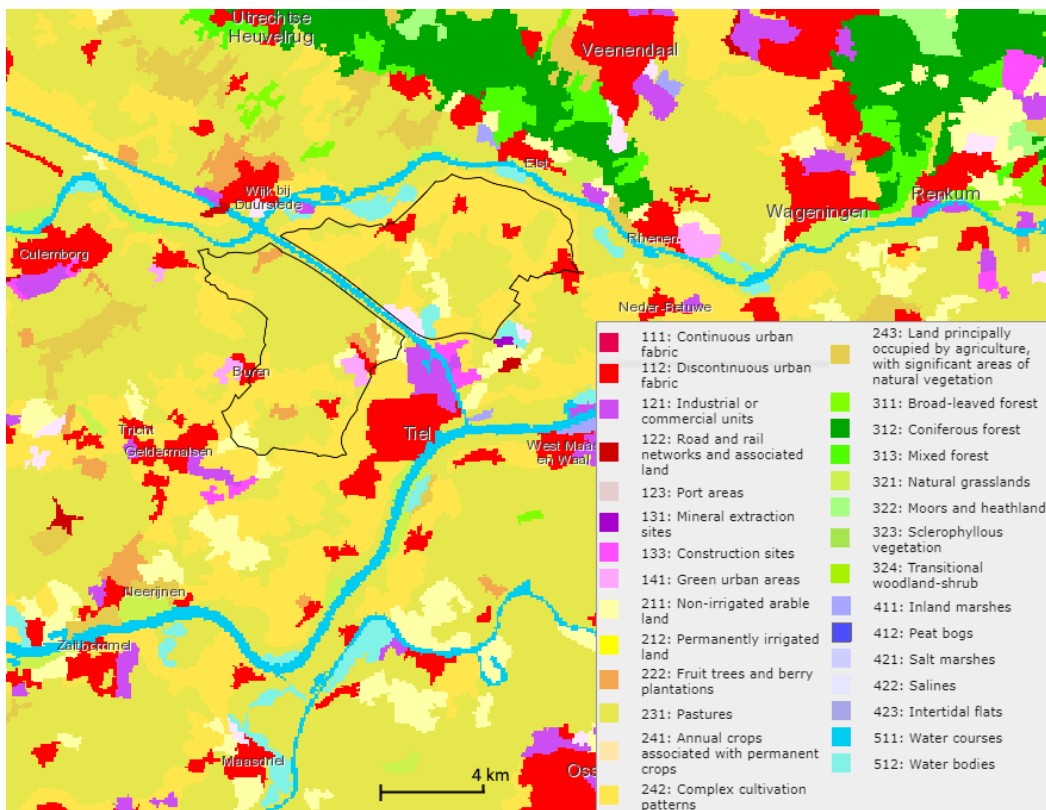 Utrechtse
Heuvelrug
Veenendaal
Elst
Wijk bij
Duurstede
Renkum
Wageningen
Rhenen
Culemborg
Neder-Betuwe
Buren
Tricht
Geldermalsen
Tiel
West Maas
en Waal
Neerijnen
Zaltbommel
Maasdriel
Oss
4 km
111: Continuous urban
fabric
112: Discontinuous urban
fabric
121: Industrial or
commercial units
122: Road and rail
networks and associated
land
123: Port areas
131: Mineral extraction
sites
133: Construction sites
141: Green urban areas
211: Non-irrigated arable
land
212: Permanently irrigated
land
222: Fruit trees and berry
plantations
231: Pastures
241: Annual crops
associated with permanent
crops
242: Complex cultivation
patterns
243: Land principally
occupied by agriculture,
with significant areas of
natural vegetation
311: Broad-leaved forest
312: Coniferous forest
313: Mixed forest
321: Natural grasslands
322: Moors and heathland
323: Sclerophyllous
vegetation
324: Transitional
woodland-shrub
411: Inland marshes
412: Peat bogs
421: Salt marshes
422: Salines
423: Intertidal flats
511: Water courses
512: Water bodies